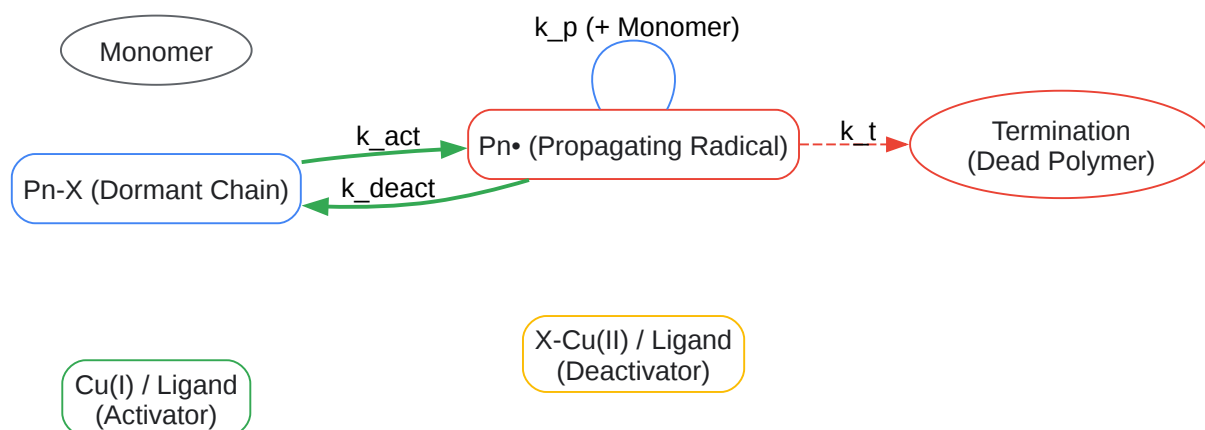 k_p (+ Monomer)
Monomer
k_act
Pn• (Propagating Radical)
k_t
Termination
(Dead Polymer)
Pn-X (Dormant Chain)
k_deact
X-Cu(II) / Ligand
(Deactivator)
Cu(I) / Ligand
(Activator)